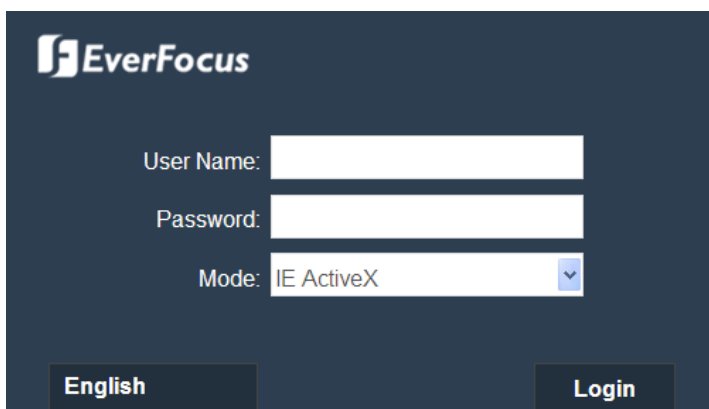 EverFocus
User Name:
Password:
Mode: IE ActiveX
English Login